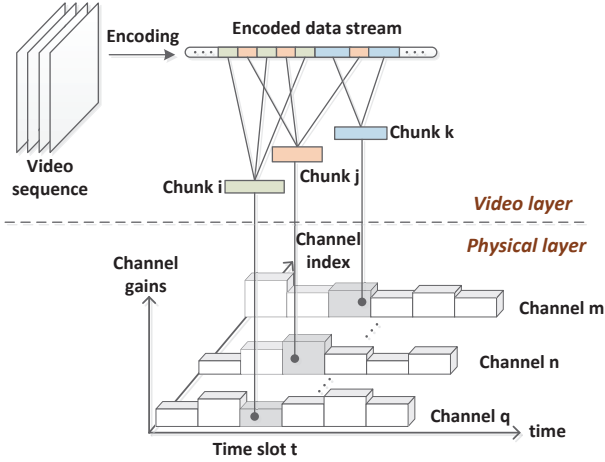 Encoding
Encoded data stream
Video
sequence
Chunk k
Chunk j
Chunk i
Video layer
Physical layer
Channel
index
Channel
gains
Channel m
Channel n
Channel q
time
Time slot t